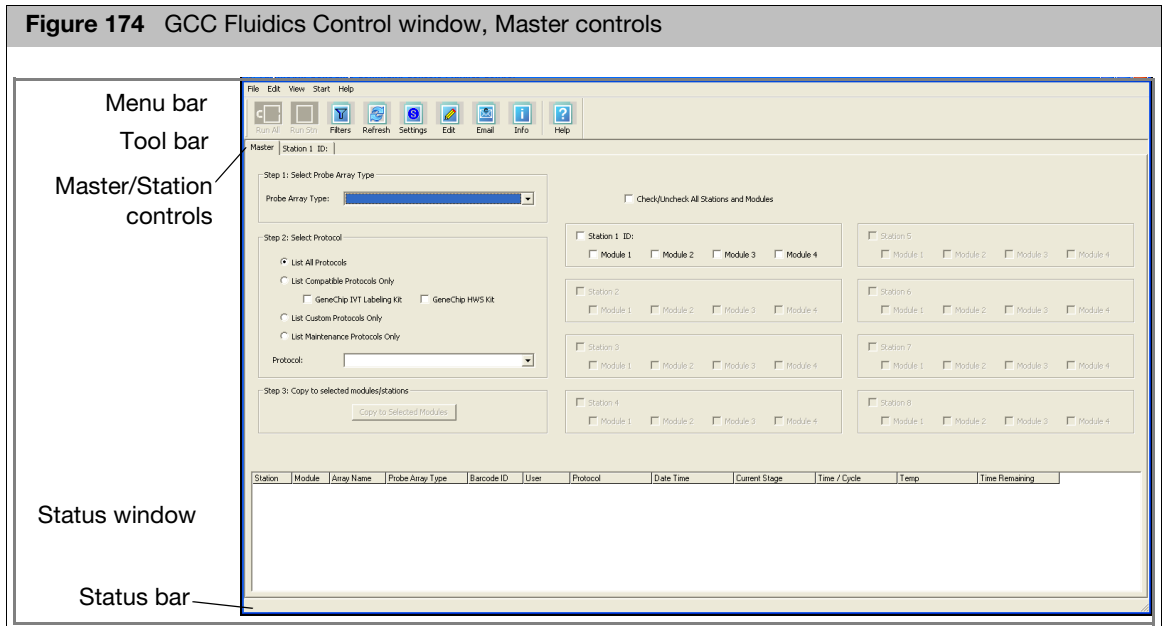 Figure 174 GCC Fluidics Control window, Master controls
Menu bar
Tool bar
Master/Station
controls
Status window
Status bar
File Edit View Start Help
Run All Run Stn Filters Refresh Settings Edit Email Info Help
Master Station 1 ID:
Step 1: Select Probe Array Type
Probe Array Type:
Check/Uncheck All Stations and Modules
Step 2: Select Protocol
List All Protocols
List Compatible Protocols Only
GeneChip IVT Labeling Kit GeneChip HWS Kit
List Custom Protocols Only
List Maintenance Protocols Only
Protocol:
Step 3: Copy to selected modules/stations
Copy to Selected Modules
Station 1 ID:
Module 1 Module 2 Module 3 Module 4
Station 2
Module 1 Module 2 Module 3 Module 4
Station 3
Module 1 Module 2 Module 3 Module 4
Station 4
Module 1 Module 2 Module 3 Module 4
Station 5
Module 1 Module 2 Module 3 Module 4
Station 6
Module 1 Module 2 Module 3 Module 4
Station 7
Module 1 Module 2 Module 3 Module 4
Station 8
Module 1 Module 2 Module 3 Module 4
Station Module Array Name Probe Array Type Barcode ID User Protocol Date Time Current Stage Time / Cycle Temp Time Remaining